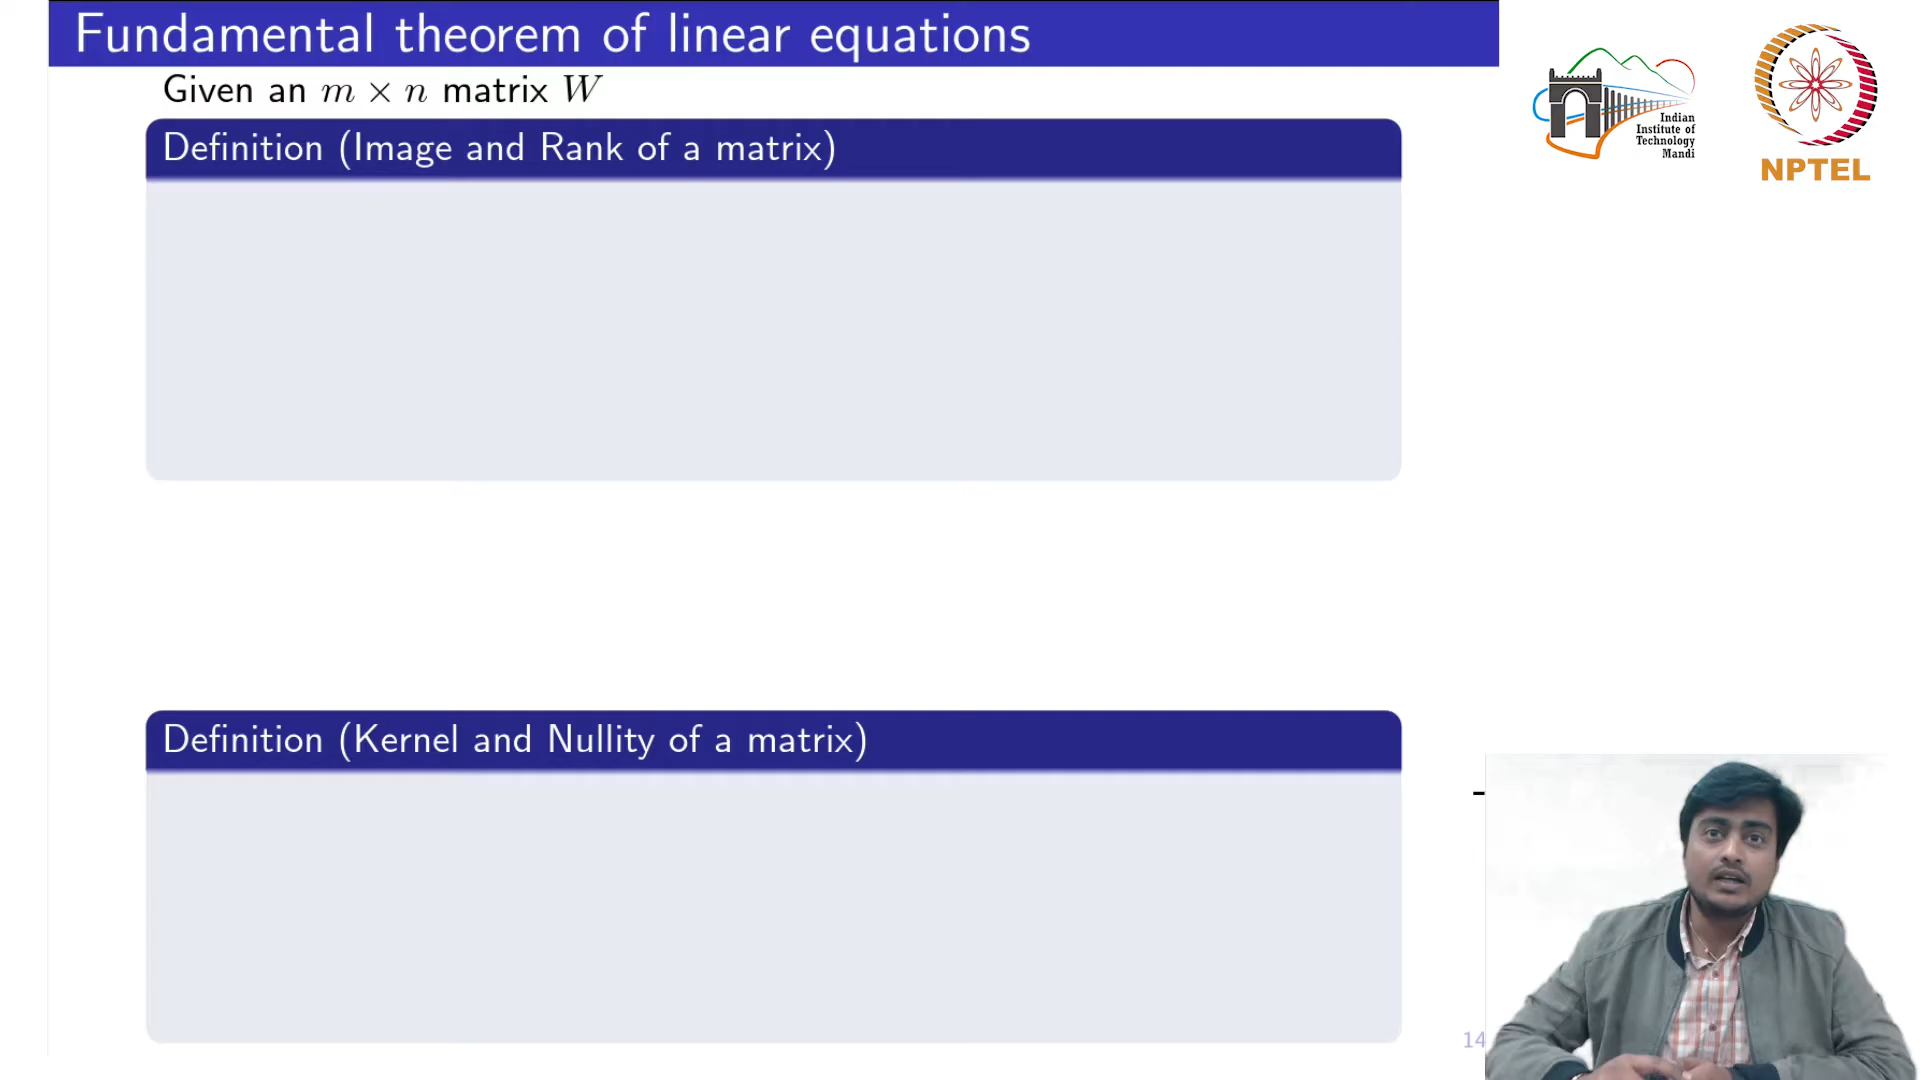 Fundamental theorem of linear equations
Given an m × n matrix W
Definition (Image and Rank of a matrix)
Definition (Kernel and Nullity of a matrix)
14
Indian
Institute of
Technology
Mandi
NPTEL